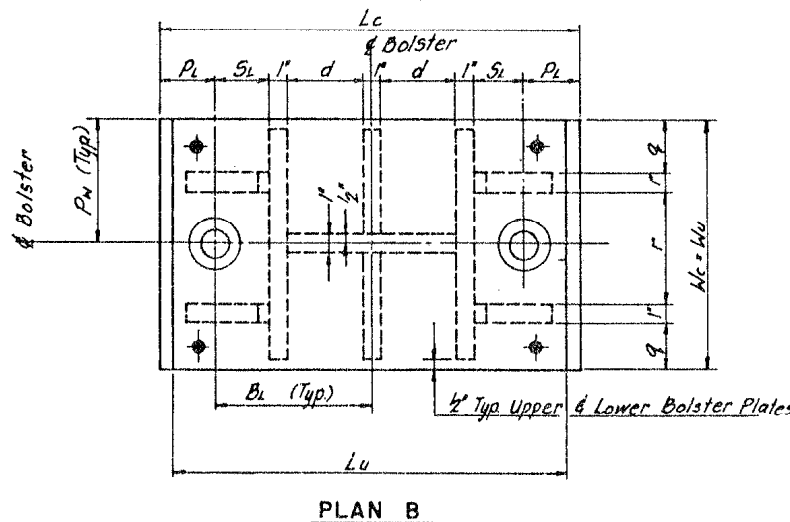 Lc
℄ Bolster
PL SL 1" d 1" d 1" SL PL
PW (Typ)
℄ Bolster
1"
1/2"
q
r
r
1"
q
Wc = Wu
BL (Typ.)
1/2" Typ. Upper & Lower Bolster Plates
Lu
PLAN B